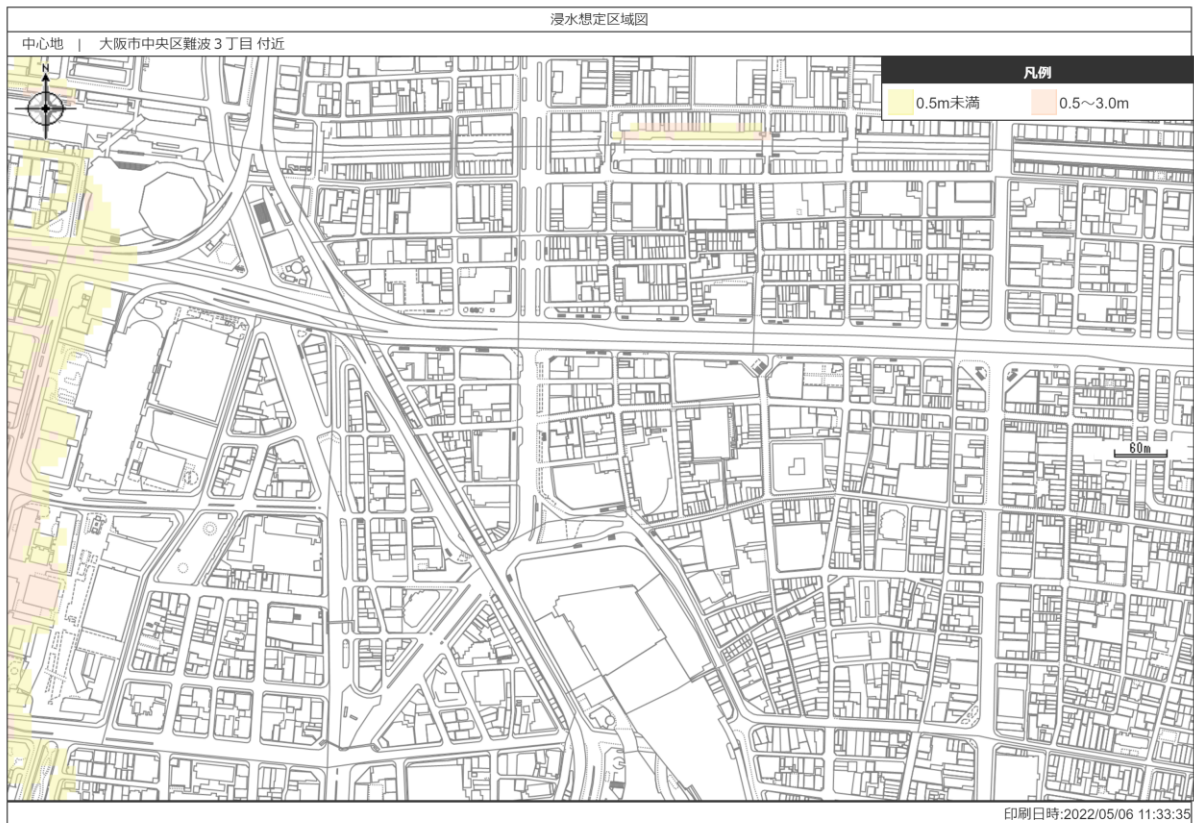 浸水想定区域図
中心地 | 大阪市中央区難波3丁目 付近
N
凡例
0.5m未満
0.5～3.0m
60m
印刷日時:2022/05/06 11:33:35